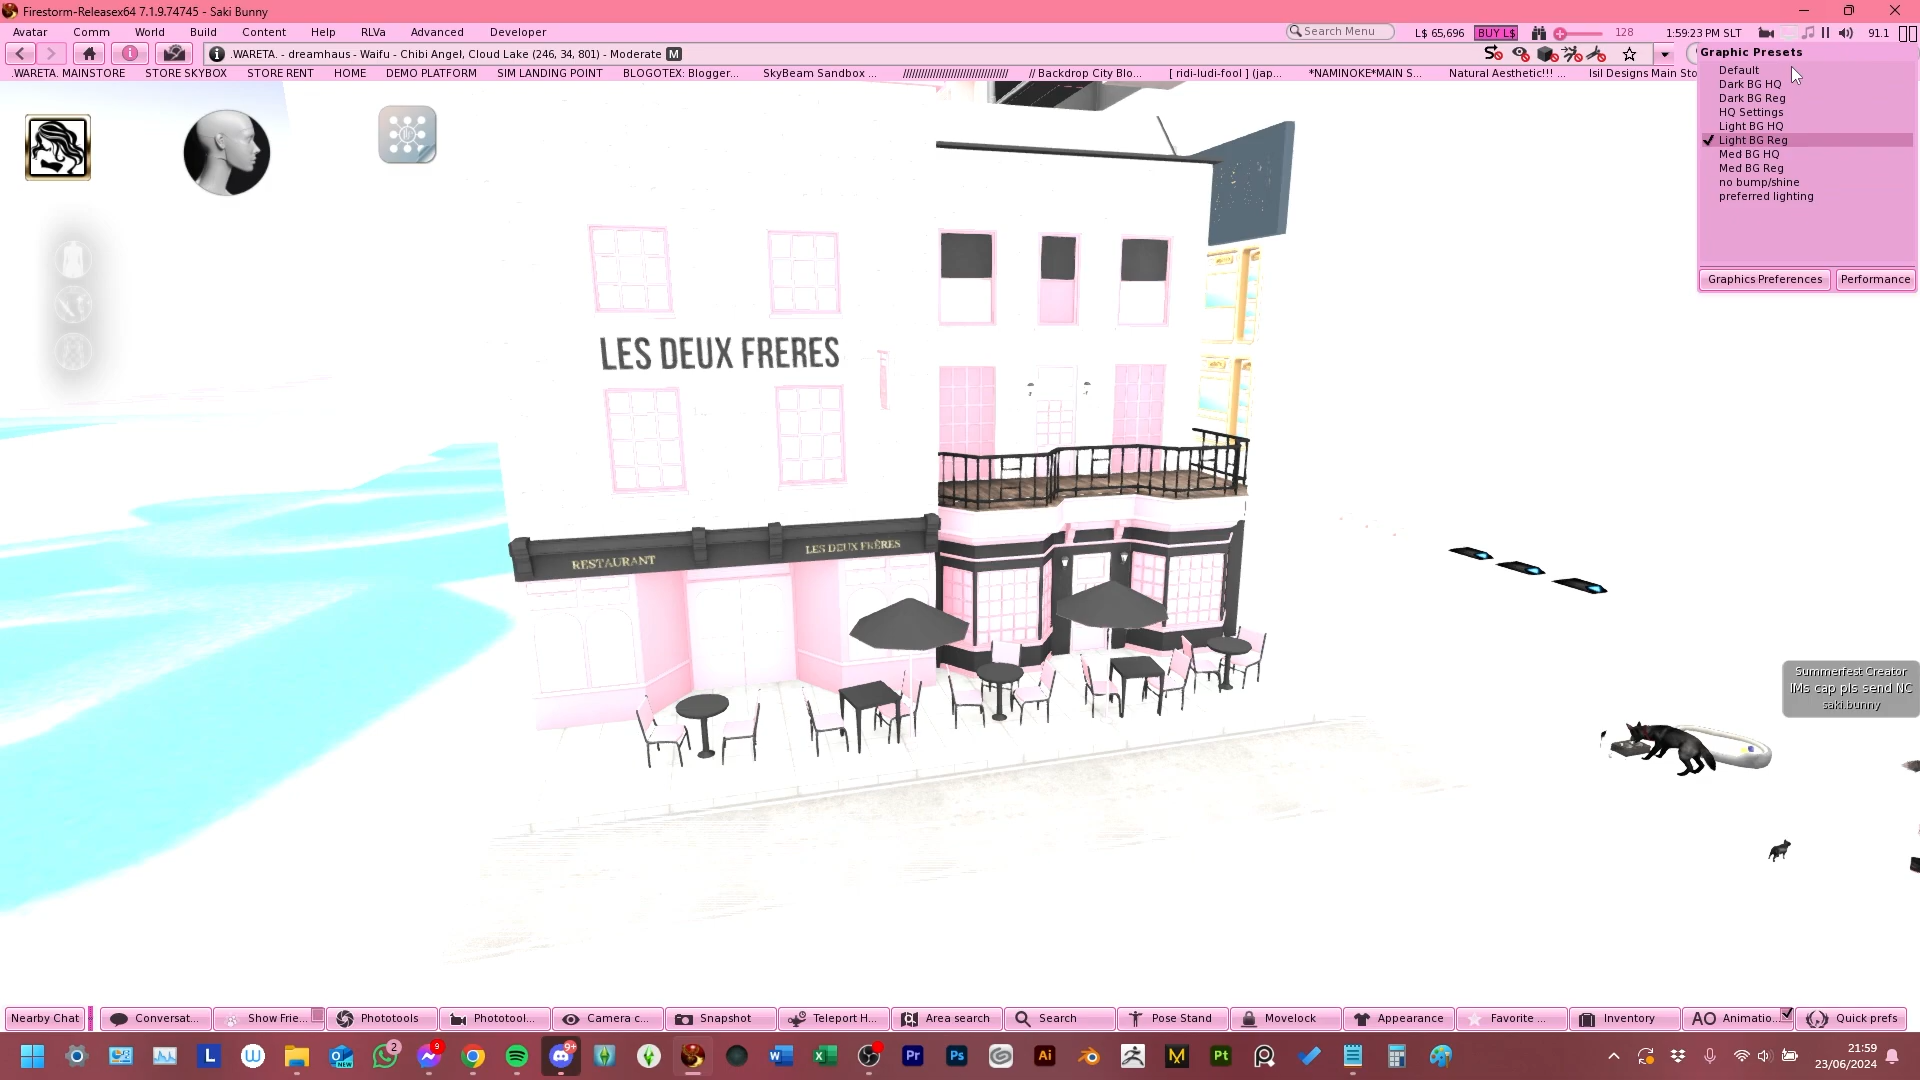 Firestorm-Releasex64 7.1.9.74745 - Saki Bunny
Avatar Comm World Build Content Help RLVa Advanced Developer
Search Menu L$ 65,696 BUY L$ 128 1:59:23 PM SLT 91.1
.WARETA. - dreamhaus - Waifu - Chibi Angel, Cloud Lake (246, 34, 801) - Moderate M
.WARETA. MAINSTORE STORE SKYBOX STORE RENT HOME DEMO PLATFORM SIM LANDING POINT BLOGOTEX: Blogger... SkyBeam Sandbox ... // Backdrop City Blo... [ ridi-ludi-fool ] (jap... *NAMINOKE*MAIN S... Natural Aesthetic!!! ... Isil Designs Main Sto
Graphic Presets
Default
Dark BG HQ
Dark BG Reg
HQ Settings
Light BG HQ
Light BG Reg
Med BG HQ
Med BG Reg
no bump/shine
preferred lighting
Graphics Preferences Performance
LES DEUX FRERES
RESTAURANT LES DEUX FRÈRES
Summerfest Creator
IMs cap pls send NC
saki.bunny
Nearby Chat Conversat... Show Frie... Phototools Phototool... Camera c... Snapshot Teleport H... Area search Search Pose Stand Movelock Appearance Favorite ... Inventory AO Animatio... Quick prefs
21:59
23/06/2024